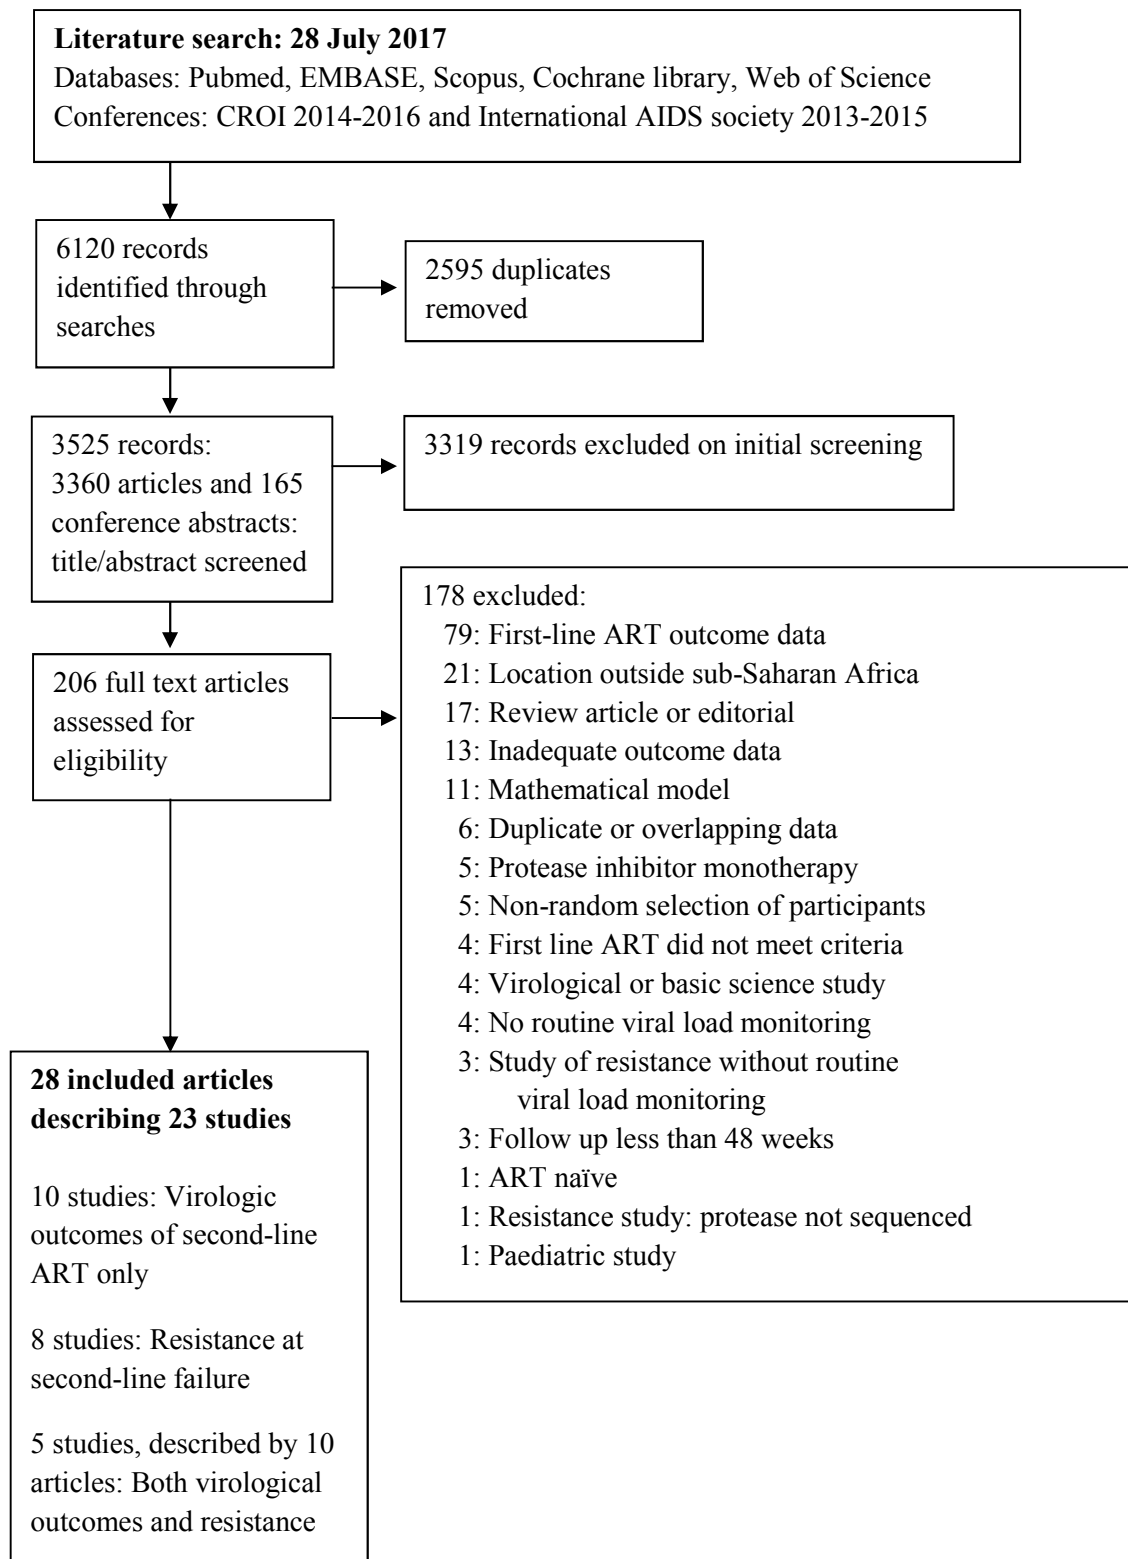 Literature search: 28 July 2017
Databases: Pubmed, EMBASE, Scopus, Cochrane library, Web of Science
Conferences: CROI 2014-2016 and International AIDS society 2013-2015
6120 records
identified through
searches
2595 duplicates
removed
3525 records:
3360 articles and 165
conference abstracts:
title/abstract screened
3319 records excluded on initial screening
206 full text articles
assessed for
eligibility
178 excluded:
79: First-line ART outcome data
21: Location outside sub-Saharan Africa
17: Review article or editorial
13: Inadequate outcome data
11: Mathematical model
6: Duplicate or overlapping data
5: Protease inhibitor monotherapy
5: Non-random selection of participants
4: First line ART did not meet criteria
4: Virological or basic science study
4: No routine viral load monitoring
3: Study of resistance without routine
viral load monitoring
3: Follow up less than 48 weeks
1: ART naïve
1: Resistance study: protease not sequenced
1: Paediatric study
28 included articles
describing 23 studies
10 studies: Virologic
outcomes of second-line
ART only
8 studies: Resistance at
second-line failure
5 studies, described by 10
articles: Both virological
outcomes and resistance